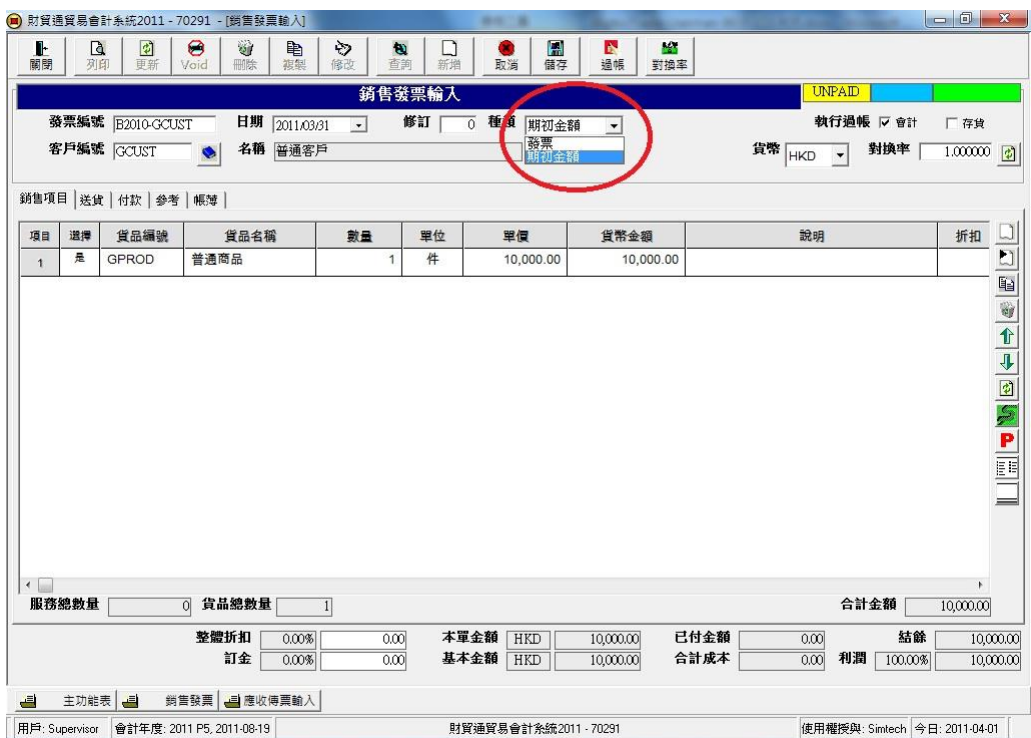 財貿通貿易會計系統2011 - 70291 - [銷售發票輸入]
關閉 列印 更新 Void 刪除 複製 修改 查詢 新增 取消 儲存 過帳 對換率
銷售發票輸入 UNPAID
發票編號 B2010-GCUST 日期 2011/03/31 修訂 0 種類 期初金額 執行過帳 會計 存貨
發票
期初金額
客戶編號 GCUST 名稱 普通客戶 貨幣 HKD 對換率 1.000000
銷售項目 送貨 付款 參考 帳簿
項目 選擇 貨品編號 貨品名稱 數量 單位 單價 貨幣金額 說明 折扣
1 是 GPROD 普通商品 1 件 10,000.00 10,000.00
P
服務總數量 0 貨品總數量 1 合計金額 10,000.00
整體折扣 0.00% 0.00 本單金額 HKD 10,000.00 已付金額 0.00 結餘 10,000.00
訂金 0.00% 0.00 基本金額 HKD 10,000.00 合計成本 0.00 利潤 100.00% 10,000.00
主功能表 銷售發票 應收傳票輸入
用戶: Supervisor 會計年度: 2011 P5, 2011-08-19 財貿通貿易會計系統2011 - 70291 使用權授與: Simtech 今日: 2011-04-01